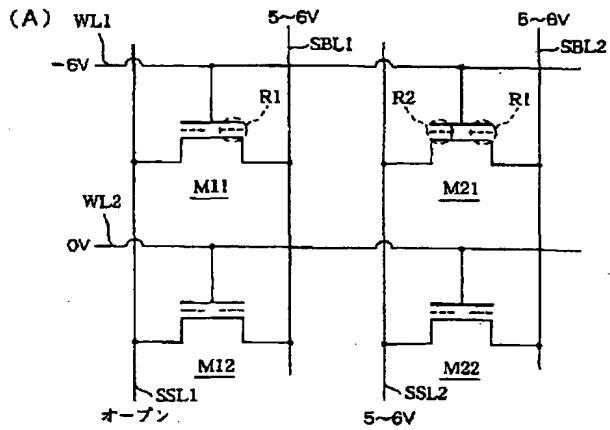 (A)
WL1
5~6V
SBL1
5~6V
SBL2
-6V
R1
R2
R1
M11
M21
WL2
0V
M12
M22
SSL1
オープン
SSL2
5~6V